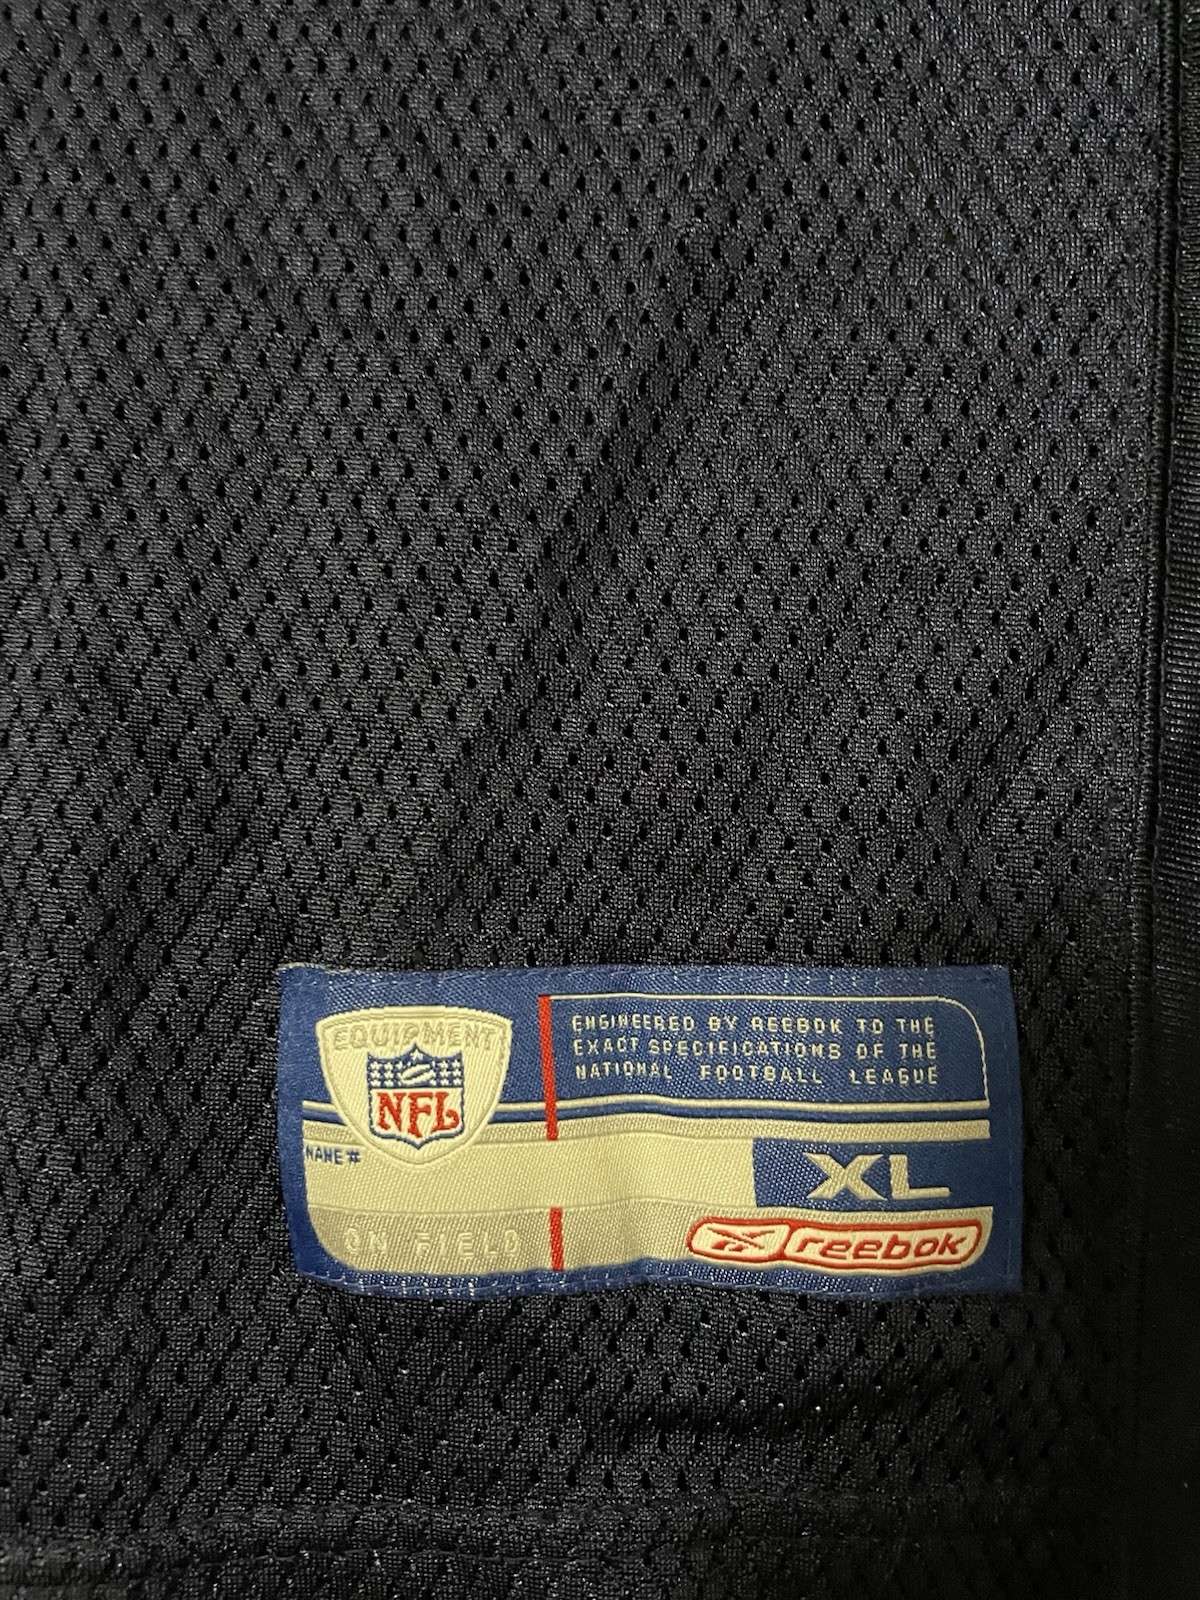 EQUIPMENT
NFL
ENGINEERED BY REEBOK TO THE
EXACT SPECIFICATIONS OF THE
NATIONAL FOOTBALL LEAGUE
NAME #
XL
ON FIELD
reebok